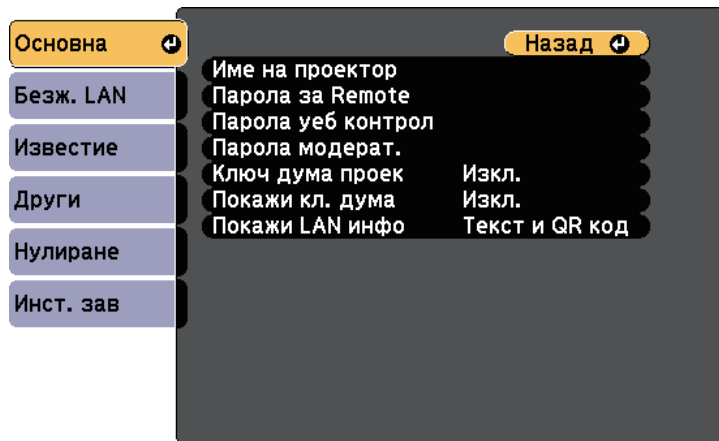 Основна
Безж. LAN
Известие
Други
Нулиране
Инст. зав
Назад
Име на проектор
Парола за Remote
Парола уеб контрол
Парола модерат.
Ключ дума проек Изкл.
Покажи кл. дума Изкл.
Покажи LAN инфо Текст и QR код